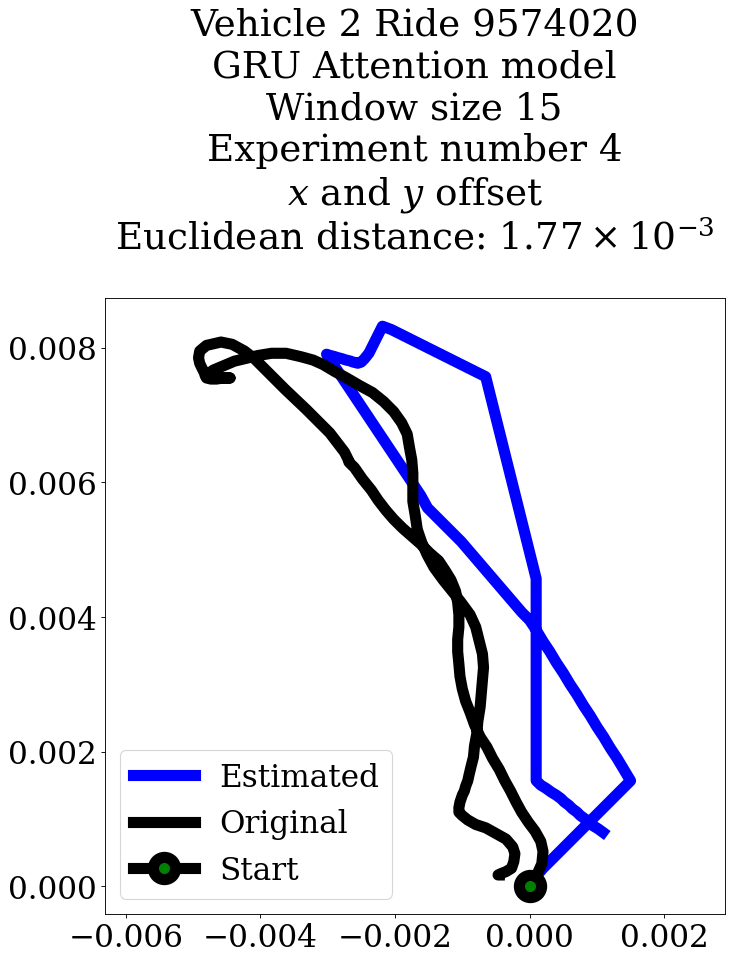 Vehicle 2 Ride 9574020
GRU Attention model
Window size 15
Experiment number 4
x and y offset
Euclidean distance: 1.77 × 10⁻³
0.008
0.006
0.004
0.002
0.000
Estimated
Original
Start
−0.006 −0.004 −0.002 0.000 0.002